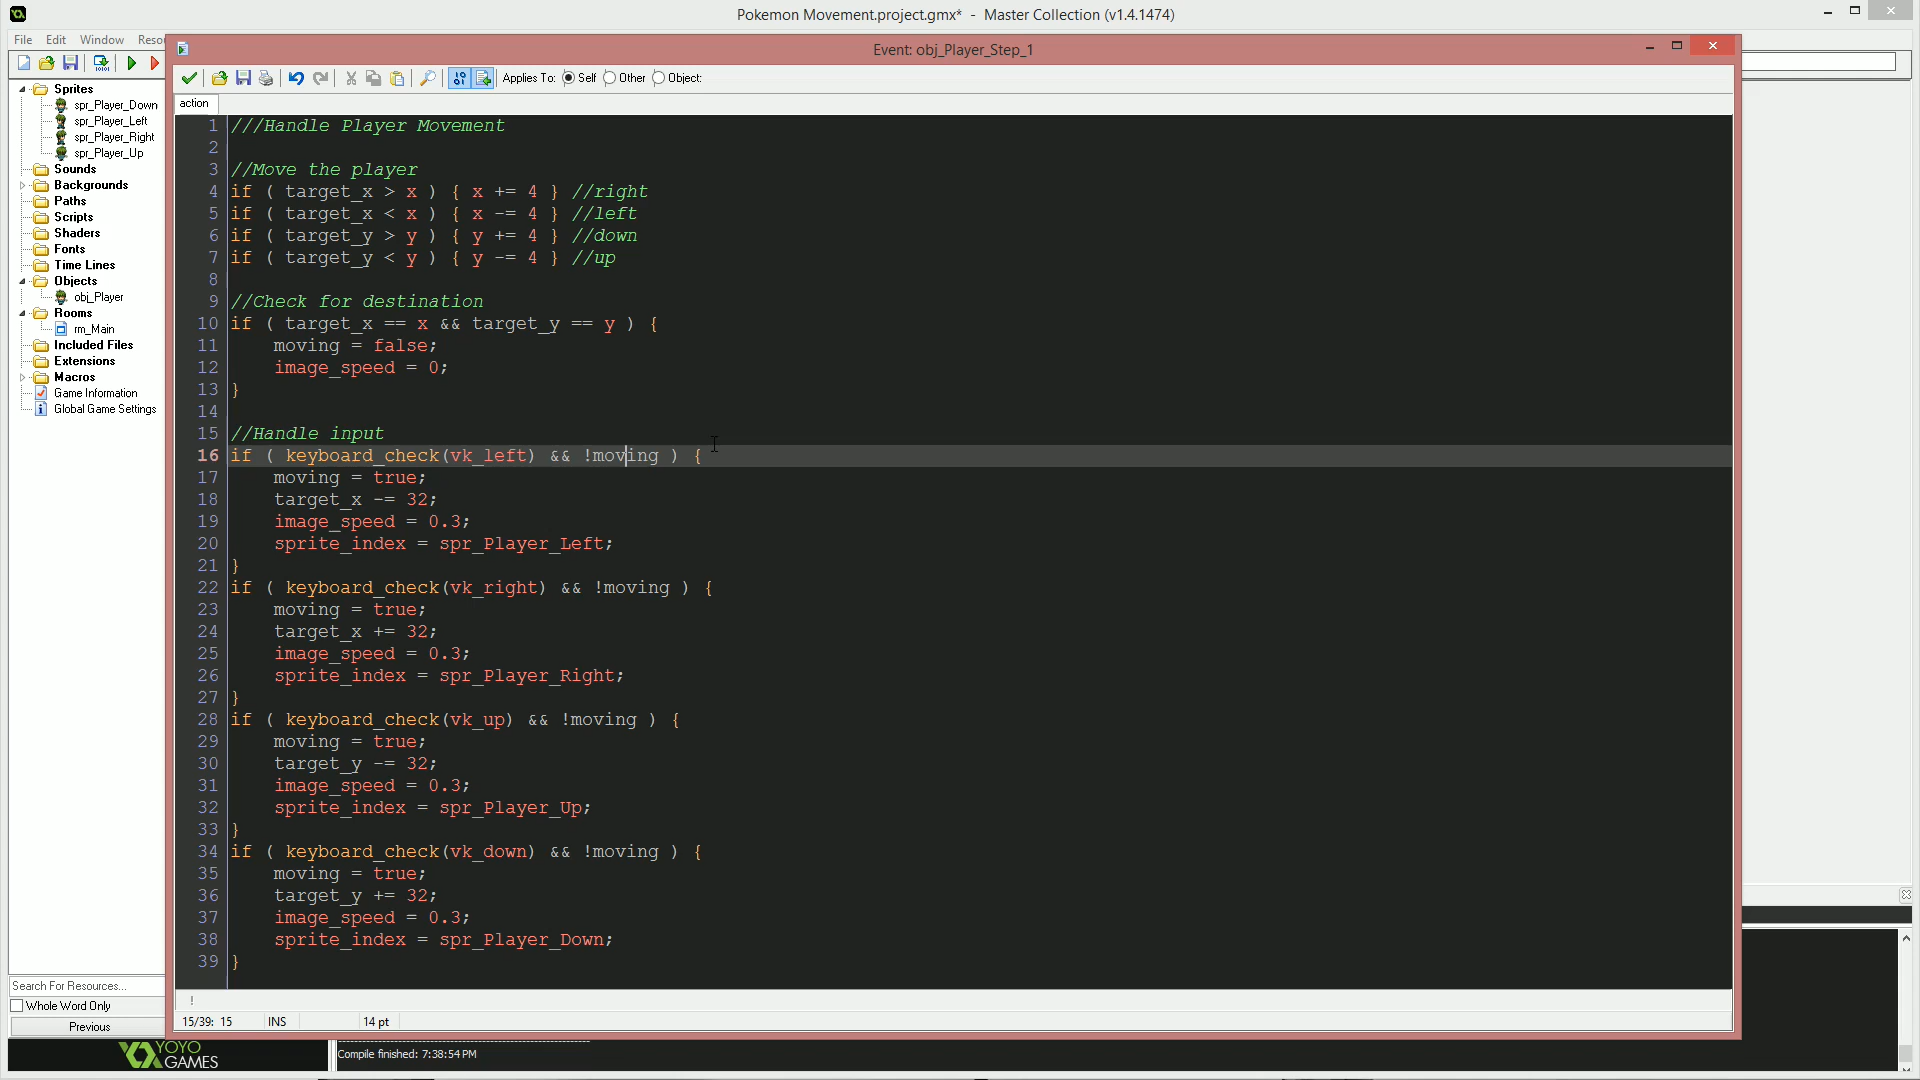 Pokemon Movement.project.gmx* - Master Collection (v1.4.1474)
File Edit Window Resou
Event: obj_Player_Step_1
Applies To: Self Other Object:
action
Sprites
spr_Player_Down
spr_Player_Left
spr_Player_Right
spr_Player_Up
Sounds
Backgrounds
Paths
Scripts
Shaders
Fonts
Time Lines
Objects
obj_Player
Rooms
rm_Main
Included Files
Extensions
Macros
Game Information
Global Game Settings
1 ///Handle Player Movement
2
3 //Move the player
4 if ( target_x > x ) { x += 4 } //right
5 if ( target_x < x ) { x -= 4 } //left
6 if ( target_y > y ) { y += 4 } //down
7 if ( target_y < y ) { y -= 4 } //up
8
9 //Check for destination
10 if ( target_x == x && target_y == y ) {
11 moving = false;
12 image_speed = 0;
13 }
14
15 //Handle input
16 if ( keyboard_check(vk_left) && !moving ) {
17 moving = true;
18 target_x -= 32;
19 image_speed = 0.3;
20 sprite_index = spr_Player_Left;
21 }
22 if ( keyboard_check(vk_right) && !moving ) {
23 moving = true;
24 target_x += 32;
25 image_speed = 0.3;
26 sprite_index = spr_Player_Right;
27 }
28 if ( keyboard_check(vk_up) && !moving ) {
29 moving = true;
30 target_y -= 32;
31 image_speed = 0.3;
32 sprite_index = spr_Player_Up;
33 }
34 if ( keyboard_check(vk_down) && !moving ) {
35 moving = true;
36 target_y += 32;
37 image_speed = 0.3;
38 sprite_index = spr_Player_Down;
39 }
!
15/39: 15 INS 14 pt
Search For Resources...
Whole Word Only
Previous
YOYO
GAMES
Compile finished: 7:38:54 PM